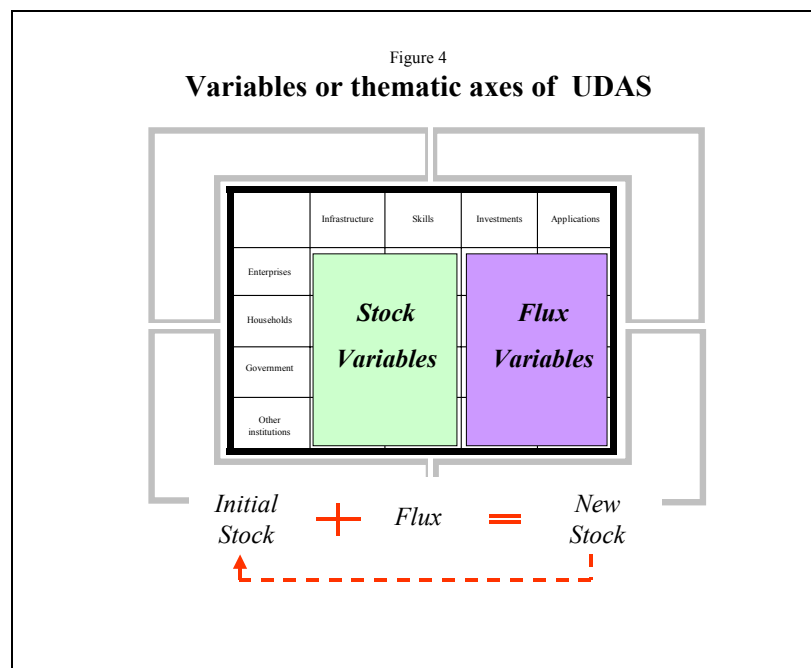 Figure 4
Variables or thematic axes of UDAS
Infrastructure Skills Investments Applications
Enterprises
Households
Government
Other
institutions
Stock
Variables
Flux
Variables
Initial
Stock
+
Flux
=
New
Stock